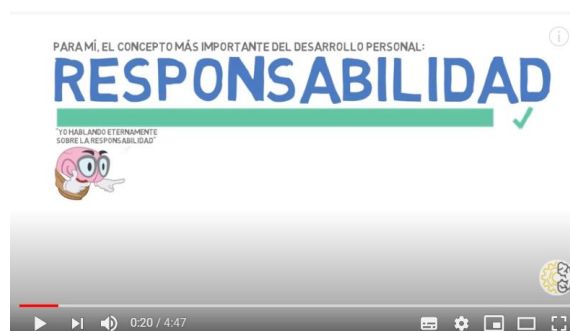 PARA MÍ, EL CONCEPTO MÁS IMPORTANTE DEL DESARROLLO PERSONAL:
RESPONSABILIDAD
"YO HABLANDO ETERNAMENTE
SOBRE LA RESPONSABILIDAD"
0:20 / 4:47